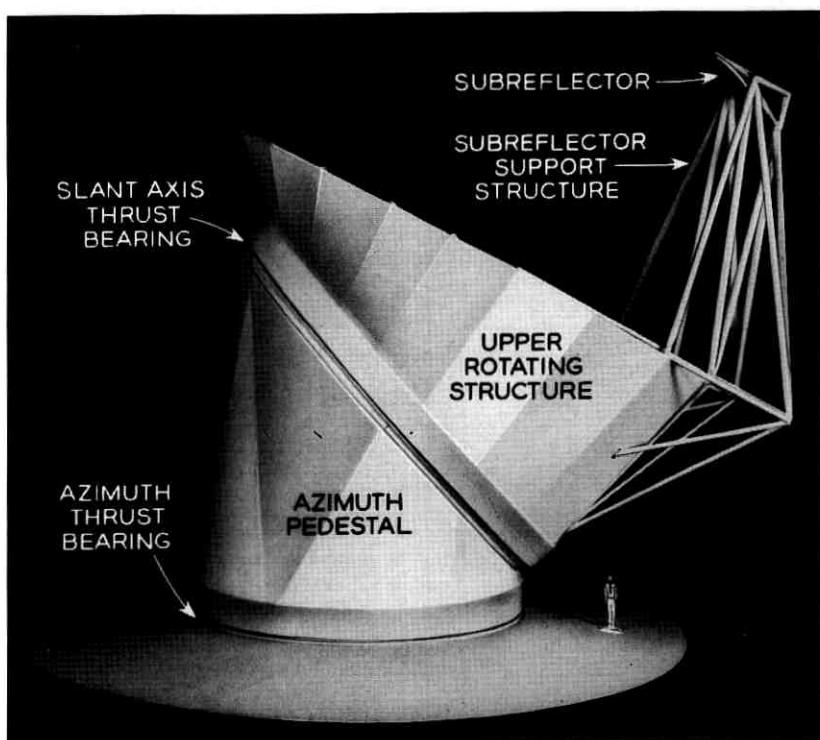 SUBREFLECTOR
SUBREFLECTOR
SUPPORT
STRUCTURE
SLANT AXIS
THRUST
BEARING
UPPER
ROTATING
STRUCTURE
AZIMUTH
THRUST
BEARING
AZIMUTH
PEDESTAL